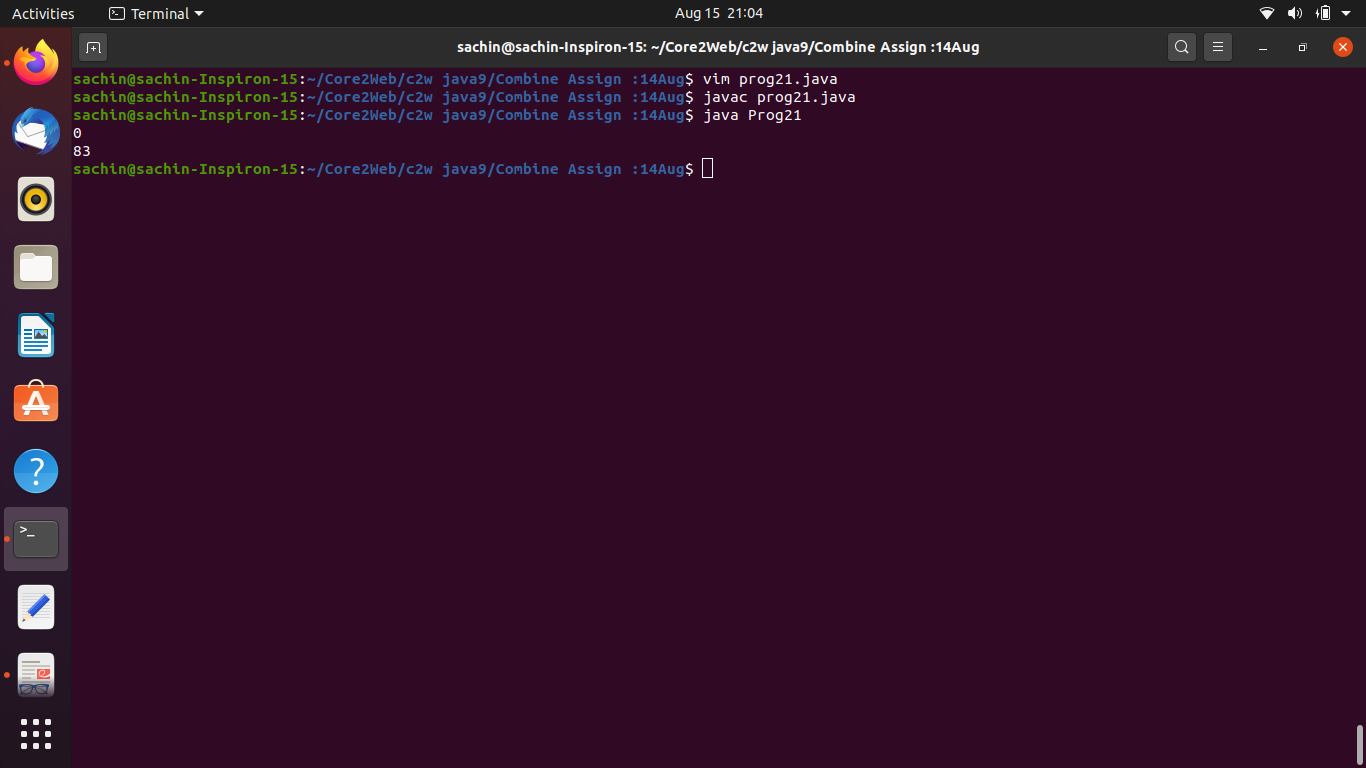 Activities
Terminal
Aug 15 21:04
sachin@sachin-Inspiron-15: ~/Core2Web/c2w java9/Combine Assign :14Aug
sachin@sachin-Inspiron-15:~/Core2Web/c2w java9/Combine Assign :14Aug$ vim prog21.java
sachin@sachin-Inspiron-15:~/Core2Web/c2w java9/Combine Assign :14Aug$ javac prog21.java
sachin@sachin-Inspiron-15:~/Core2Web/c2w java9/Combine Assign :14Aug$ java Prog21
0
83
sachin@sachin-Inspiron-15:~/Core2Web/c2w java9/Combine Assign :14Aug$